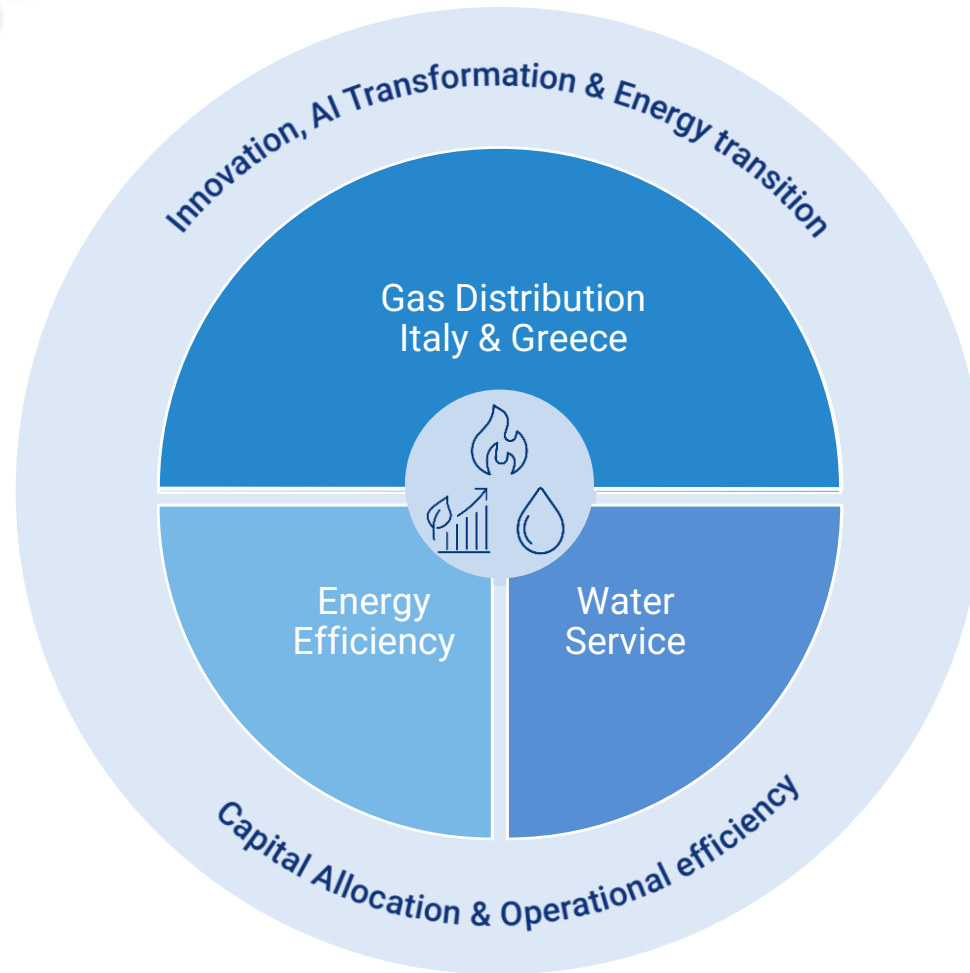 Innovation, AI Transformation & Energy transition
Gas Distribution
Italy & Greece
Energy
Efficiency
Water
Service
Capital Allocation & Operational efficiency